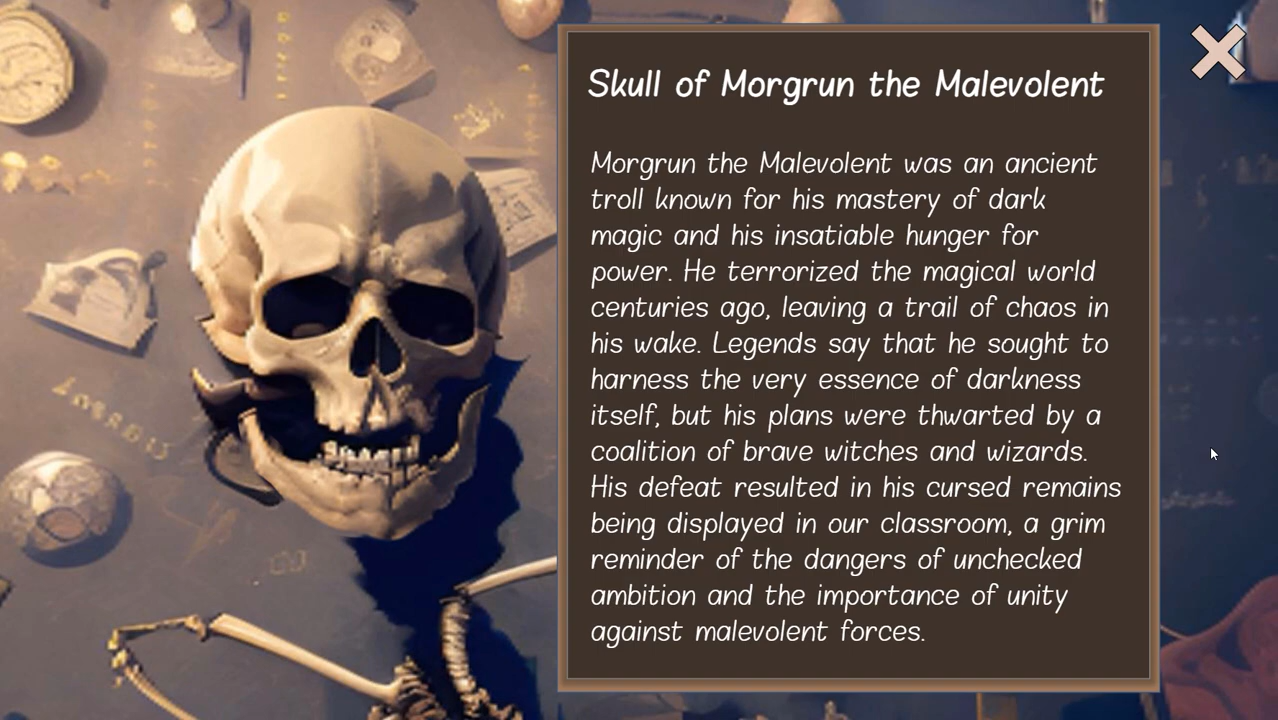 Skull of Morgrun the Malevolent
Morgrun the Malevolent was an ancient
troll known for his mastery of dark
magic and his insatiable hunger for
power. He terrorized the magical world
centuries ago, leaving a trail of chaos in
his wake. Legends say that he sought to
harness the very essence of darkness
itself, but his plans were thwarted by a
coalition of brave witches and wizards.
His defeat resulted in his cursed remains
being displayed in our classroom, a grim
reminder of the dangers of unchecked
ambition and the importance of unity
against malevolent forces.